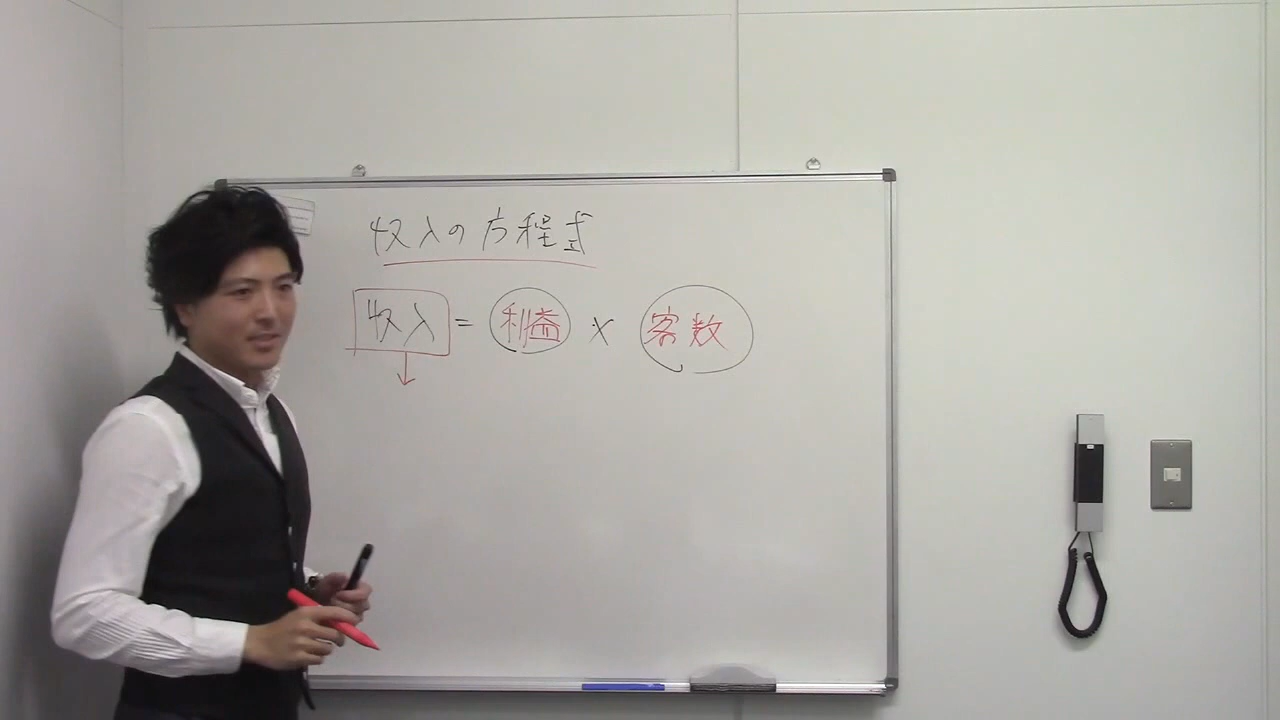 収入の方程式
収入 = 利益 × 客数